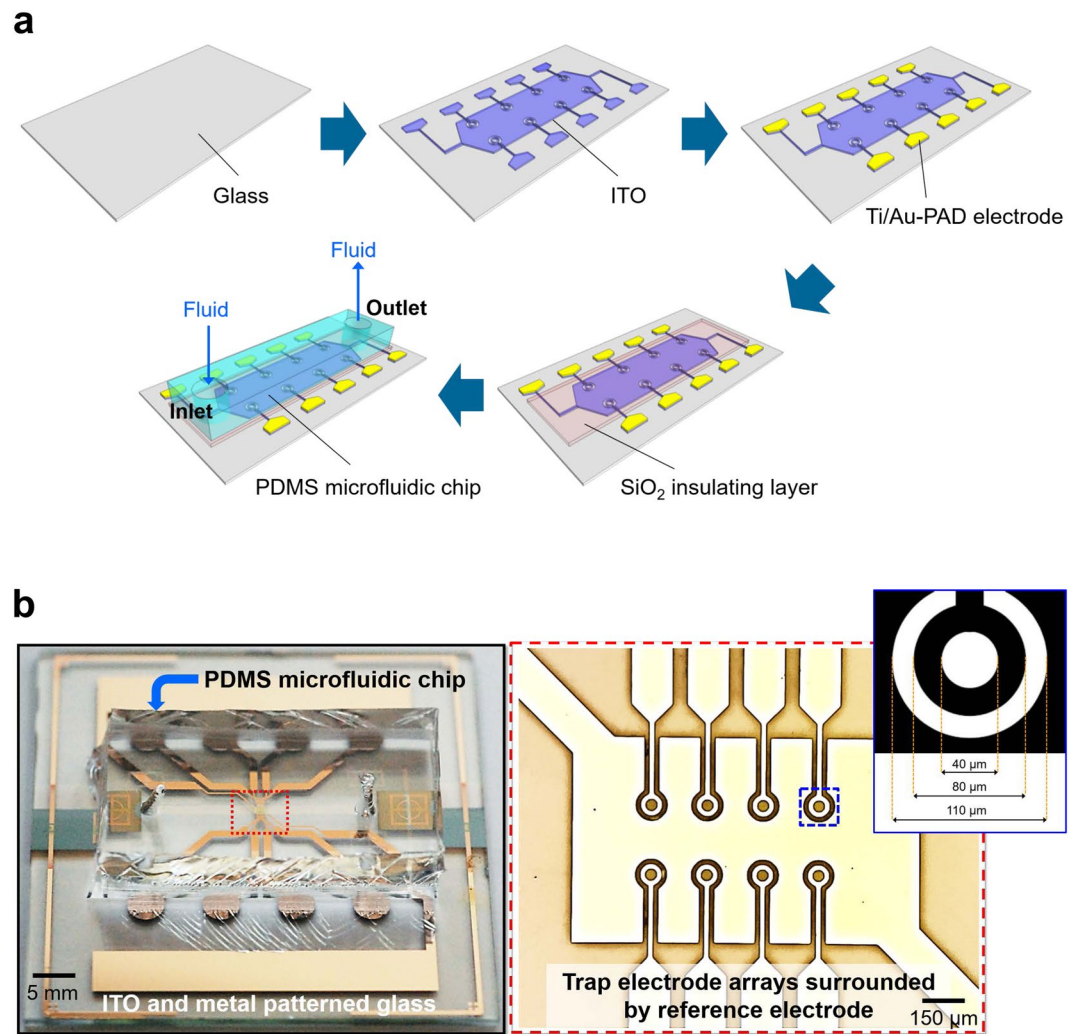 a
Glass
ITO
Ti/Au-PAD electrode
Fluid
Fluid
Outlet
Inlet
PDMS microfluidic chip
SiO₂ insulating layer
b
PDMS microfluidic chip
ITO and metal patterned glass
5 mm
40 µm
80 µm
110 µm
Trap electrode arrays surrounded
by reference electrode
150 µm